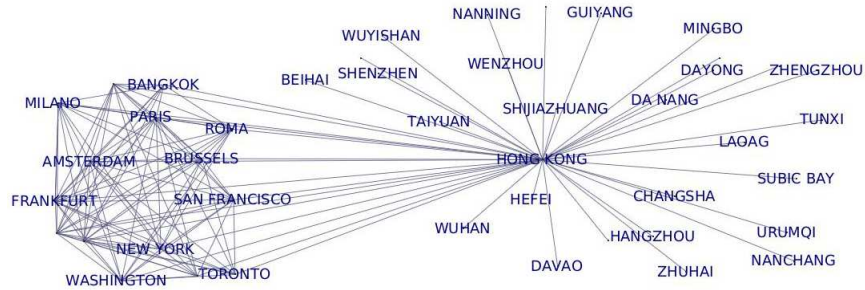 NANNING
GUIYANG
WUYISHAN
MINGBO
WENZHOU
BEIHAI
SHENZHEN
DAYONG
ZHENGZHOU
BANGKOK
MILANO
PARIS
ROMA
TAIYUAN
SHIJIAZHUANG
DA NANG
TUNXI
LAOAG
AMSTERDAM
BRUSSELS
HONG KONG
SUBIC BAY
FRANKFURT
SAN FRANCISCO
HEFEI
CHANGSHA
WUHAN
HANGZHOU
URUMQI
NEW YORK
WASHINGTON
TORONTO
DAVAO
ZHUHAI
NANCHANG